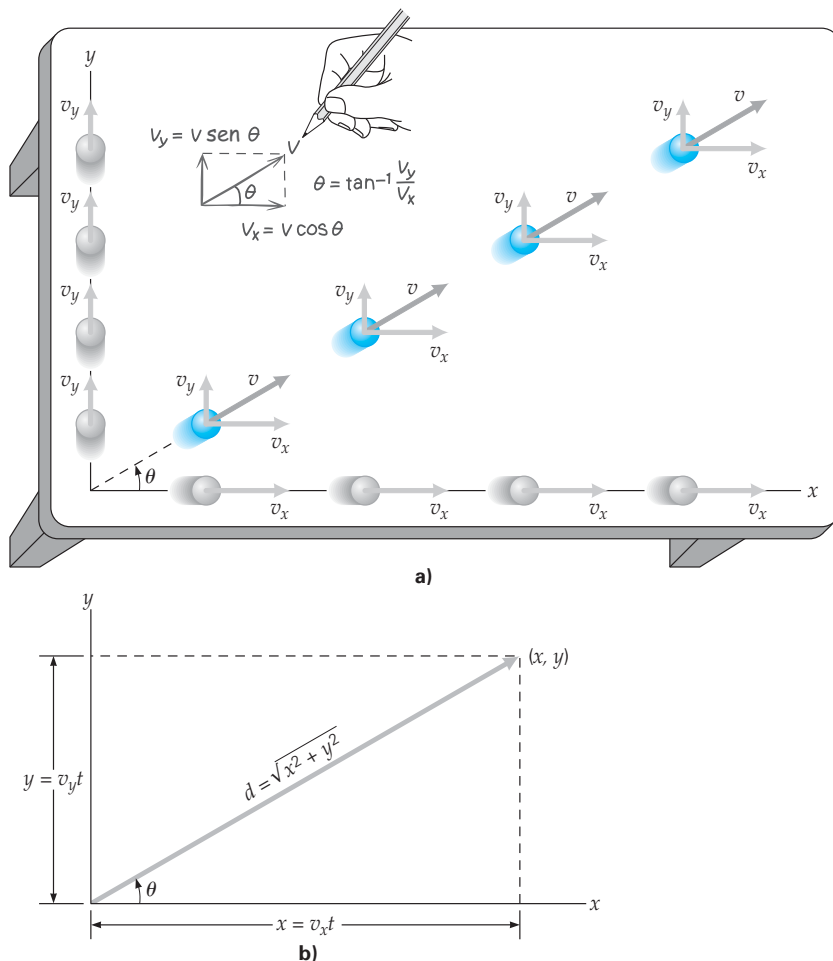 y
v_y
v_y = v sen θ
v
θ
θ = tan⁻¹ v_y/v_x
v_x = v cos θ
v_y
v
v_x
v_y
v_y
v
v_x
v_y
v_y
v
v_x
v_y
v_y
v
v_x
θ
x
v_x
v_x
v_x
v_x
a)
y
(x, y)
d = √x² + y²
y = v_y t
θ
x
x = v_x t
b)